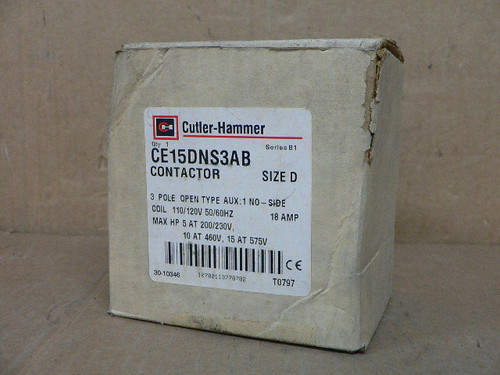 Cutler-Hammer
Qty 1 Series B1
CE15DNS3AB
CONTACTOR SIZE D
3 POLE OPEN TYPE AUX:1 NO-SIDE
COIL 110/120V 50/60HZ 18 AMP
MAX HP 5 AT 200/230V,
10 AT 460V, 15 AT 575V
CE
30-10346 T0797